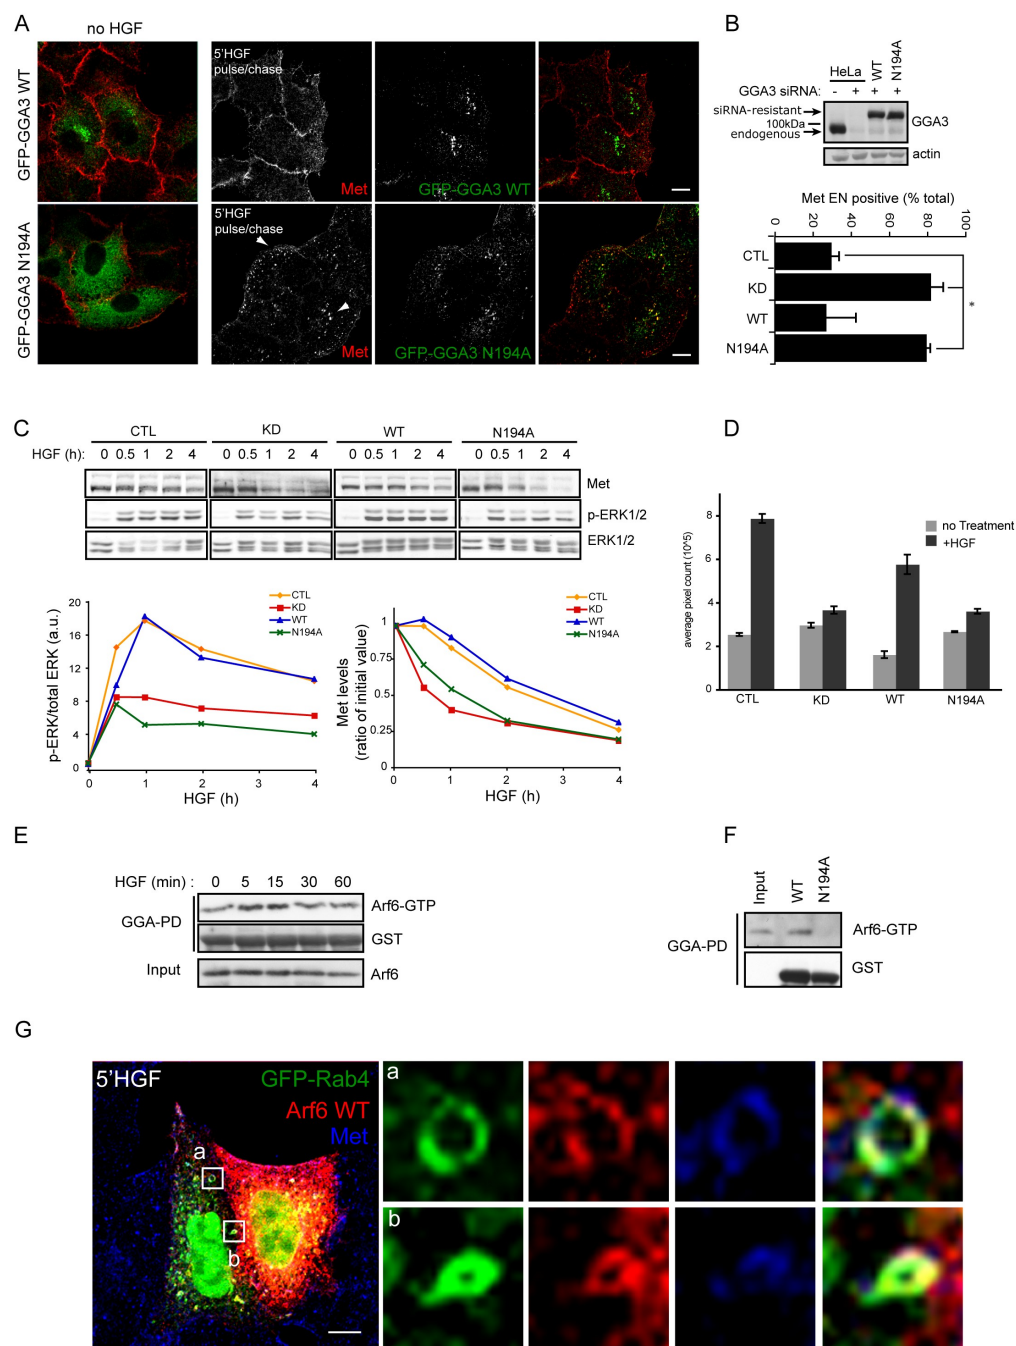 A
no HGF
GFP-GGA3 WT
GFP-GGA3 N194A
5'HGF
pulse/chase
Met
GFP-GGA3 WT
5'HGF
pulse/chase
Met
GFP-GGA3 N194A
B
HeLa
WT
N194A
GGA3 siRNA: - + + +
siRNA-resistant
100kDa
endogenous
GGA3
actin
Met EN positive (% total)
0 20 40 60 80 100
CTL
KD
WT
N194A
*
C
CTL KD WT N194A
HGF (h): 0 0.5 1 2 4 0 0.5 1 2 4 0 0.5 1 2 4 0 0.5 1 2 4
Met
p-ERK1/2
ERK1/2
p-ERK/total ERK (a.u.)
20
16
12
8
4
0
0 1 2 3 4
HGF (h)
CTL
KD
WT
N194A
Met levels
(ratio of initial value)
1
0.75
0.5
0.25
0
0 1 2 3 4
HGF (h)
CTL
KD
WT
N194A
D
average pixel count (10^5)
8
6
4
2
0
CTL KD WT N194A
no Treatment
+HGF
E
HGF (min) : 0 5 15 30 60
GGA-PD
Arf6-GTP
GST
Input
Arf6
F
Input
WT
N194A
GGA-PD
Arf6-GTP
GST
G
5'HGF
GFP-Rab4
Arf6 WT
Met
a
b
a
b